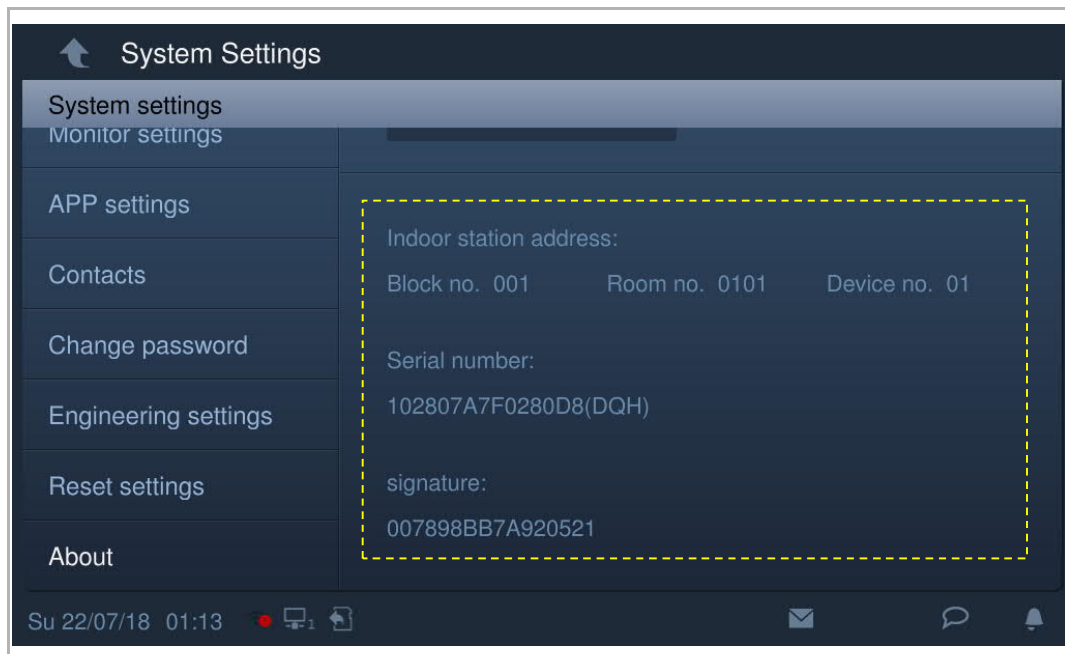 System Settings
System settings
Monitor settings
APP settings
Contacts
Change password
Engineering settings
Reset settings
About
Indoor station address:
Block no. 001 Room no. 0101 Device no. 01
Serial number:
102807A7F0280D8(DQH)
signature:
007898BB7A920521
Su 22/07/18 01:13 1